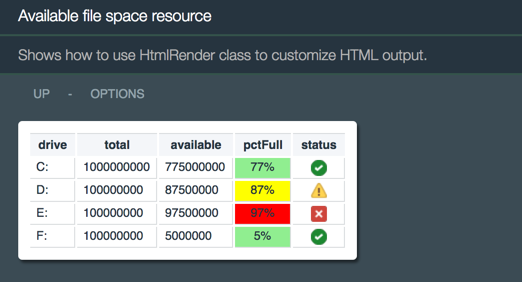 Available file space resource
Shows how to use HtmlRender class to customize HTML output.
UP - OPTIONS
drive total available pctFull status
C: 1000000000 775000000 77%
D: 100000000 87500000 87%
E: 100000000 97500000 97%
F: 100000000 5000000 5%